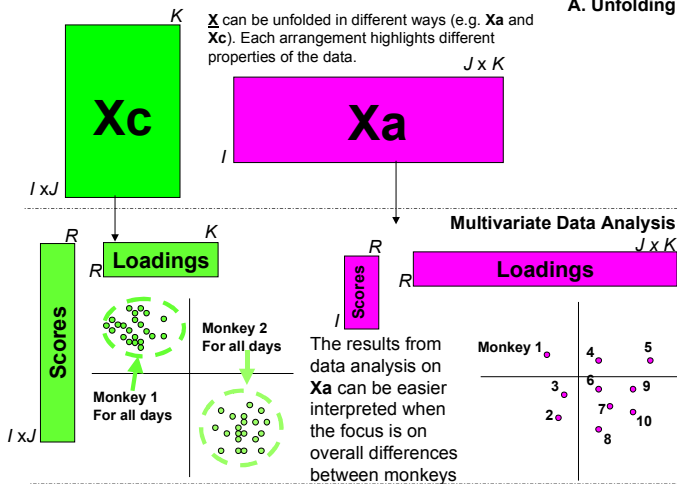 A. Unfolding
X can be unfolded in different ways (e.g. Xa and
Xc). Each arrangement highlights different
properties of the data.
K
Xc
I xJ
J x K
Xa
I
Multivariate Data Analysis
R
K
R
Loadings
Scores
I xJ
Monkey 1
For all days
Monkey 2
For all days
R
Scores
I
J x K
R
Loadings
The results from
data analysis on
Xa can be easier
interpreted when
the focus is on
overall differences
between monkeys
Monkey 1
4
5
3
6
9
2
7
10
8